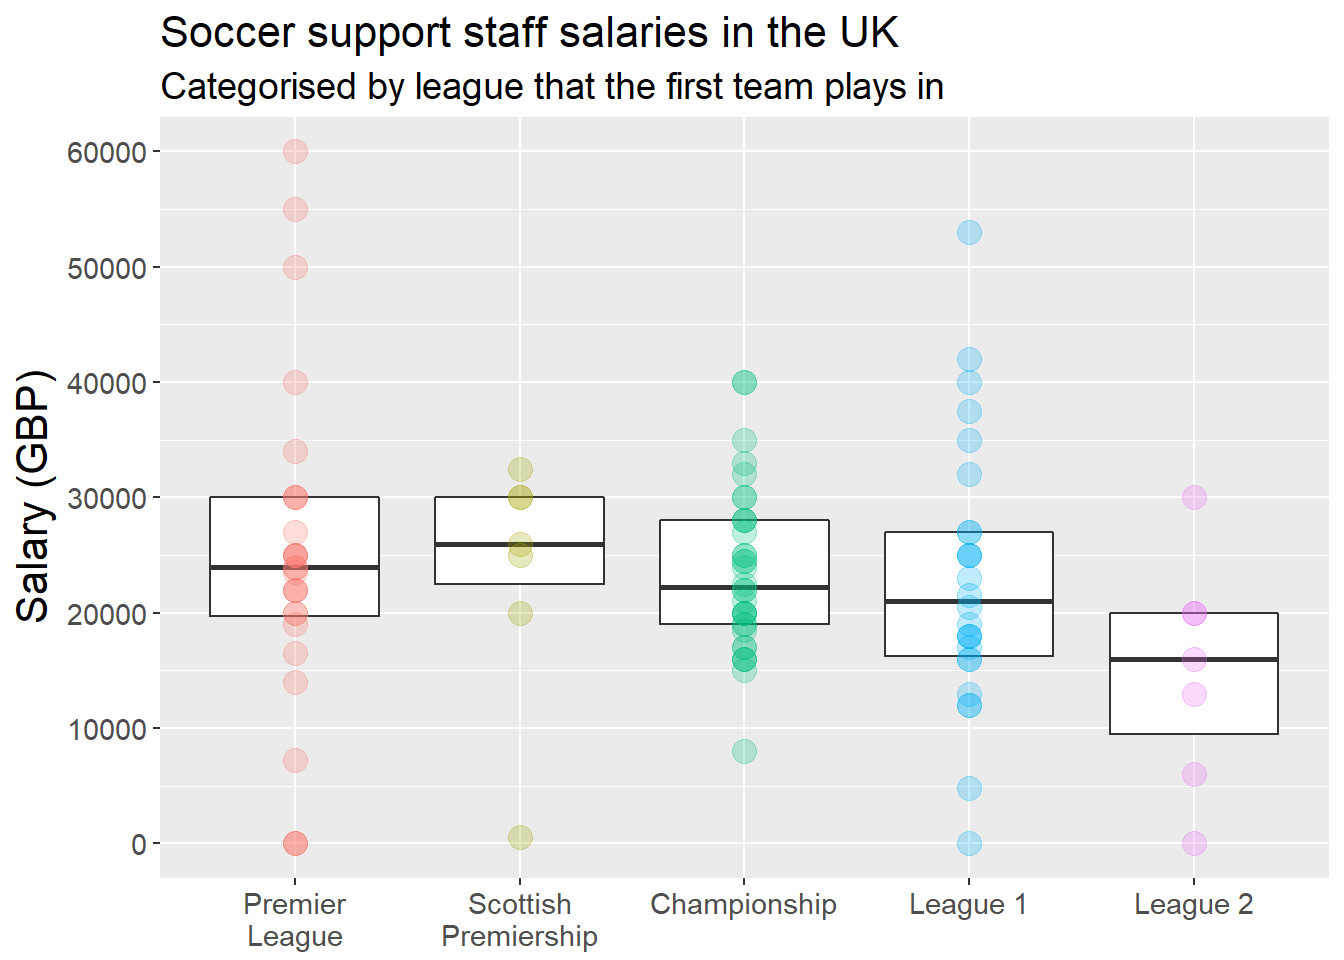 Soccer support staff salaries in the UK
Categorised by league that the first team plays in
Salary (GBP)
60000
50000
40000
30000
20000
10000
0
Premier
League
Scottish
Premiership
Championship
League 1
League 2